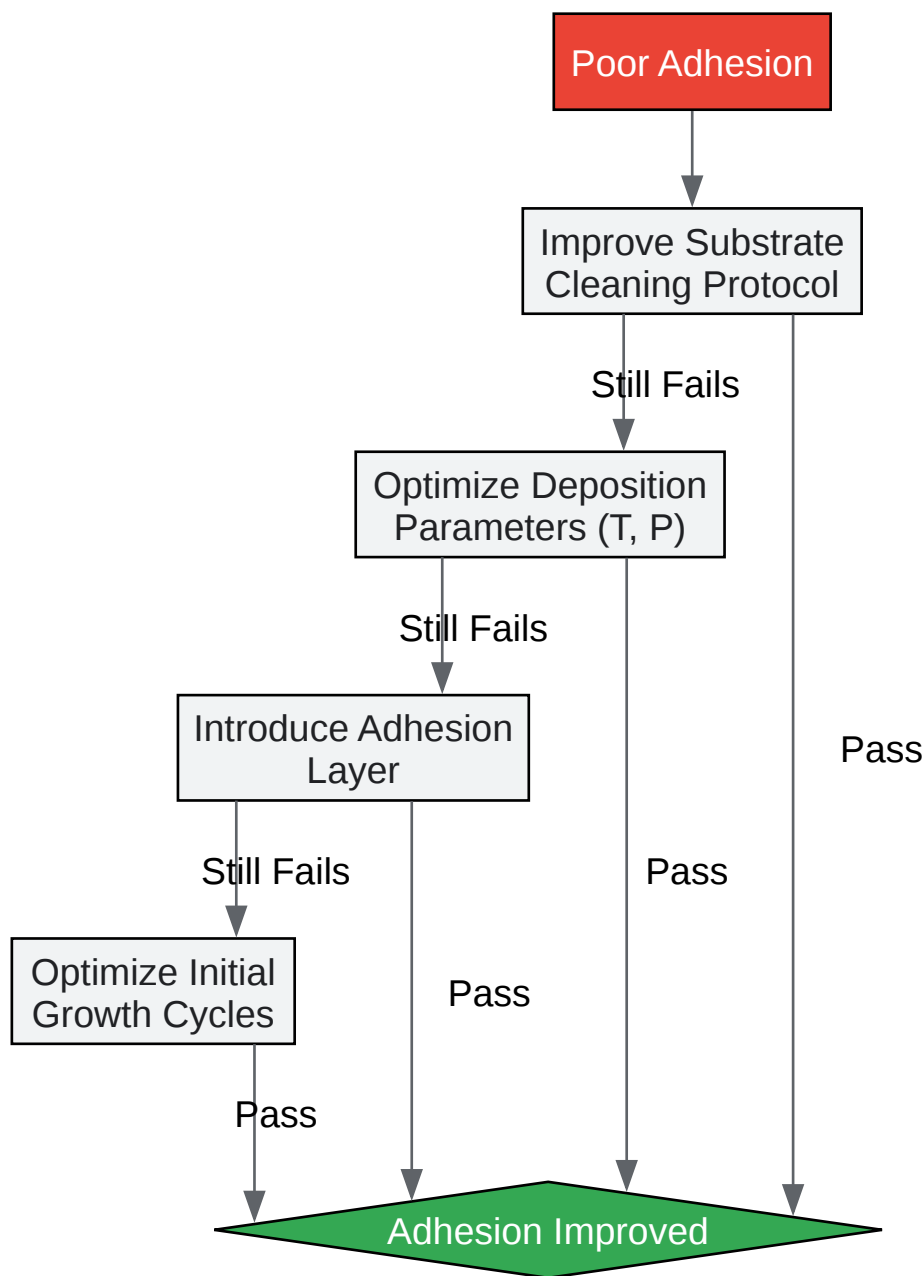 Poor Adhesion
Improve Substrate
Cleaning Protocol
Still Fails
Optimize Deposition
Parameters (T, P)
Still Fails
Introduce Adhesion
Layer
Pass
Still Fails
Pass
Optimize Initial
Growth Cycles
Pass
Pass
Adhesion Improved